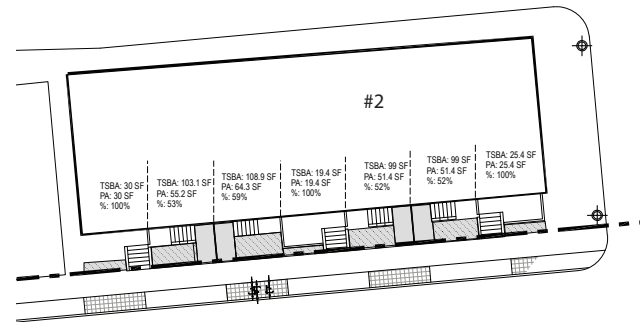 #2
TSBA: 30 SF
PA: 30 SF
%: 100%
TSBA: 103.1 SF
PA: 55.2 SF
%: 53%
TSBA: 108.9 SF
PA: 64.3 SF
%: 59%
TSBA: 19.4 SF
PA: 19.4 SF
%: 100%
TSBA: 99 SF
PA: 51.4 SF
%: 52%
TSBA: 99 SF
PA: 51.4 SF
%: 52%
TSBA: 25.4 SF
PA: 25.4 SF
%: 100%